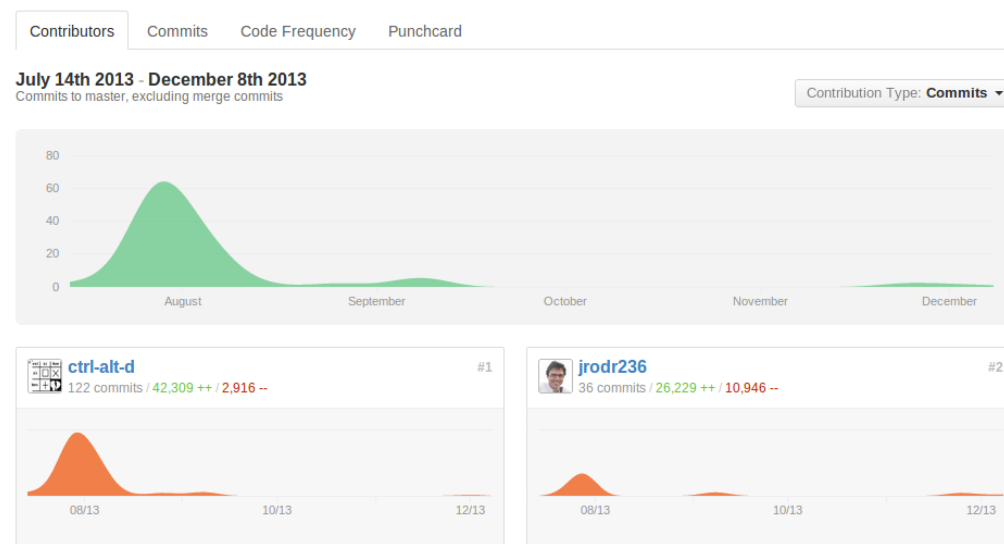 Contributors Commits Code Frequency Punchcard
July 14th 2013 - December 8th 2013
Commits to master, excluding merge commits
Contribution Type: Commits
80
60
40
20
0
August September October November December
ctrl-alt-d #1
122 commits / 42,309 ++ / 2,916 --
08/13 10/13 12/13
jrodr236 #2
36 commits / 26,229 ++ / 10,946 --
08/13 10/13 12/13